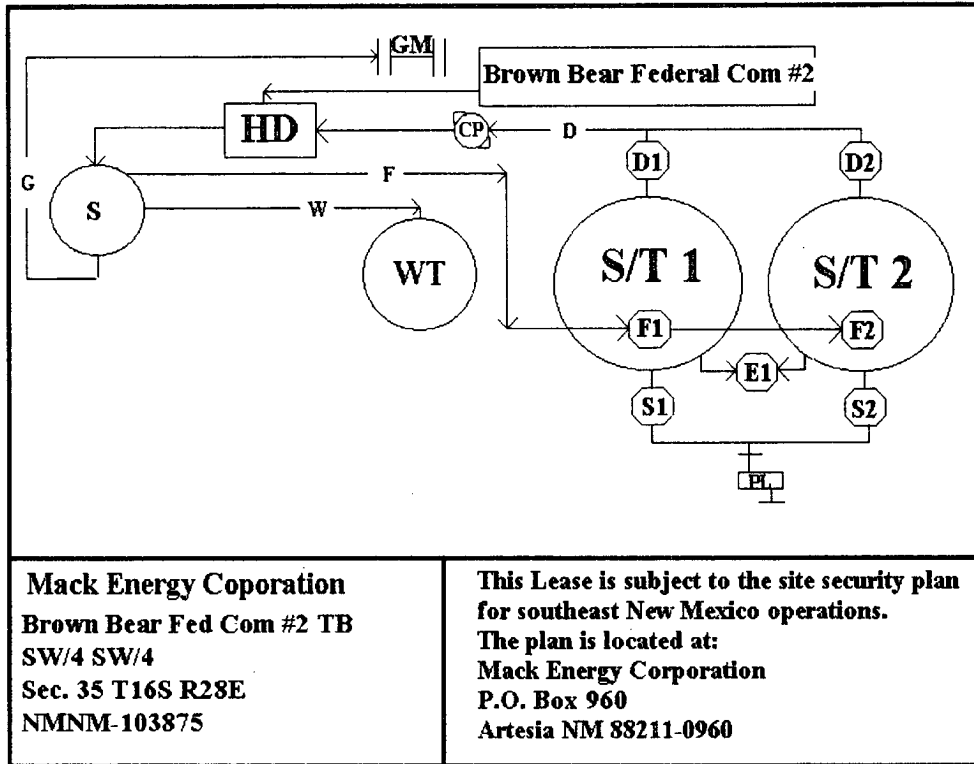 GM
Brown Bear Federal Com #2
HD
CP
D
D1
D2
G
F
S
W
WT
S/T 1
S/T 2
F1
F2
E1
S1
S2
PL
Mack Energy Coporation
Brown Bear Fed Com #2 TB
SW/4 SW/4
Sec. 35 T16S R28E
NMNM-103875
This Lease is subject to the site security plan
for southeast New Mexico operations.
The plan is located at:
Mack Energy Corporation
P.O. Box 960
Artesia NM 88211-0960